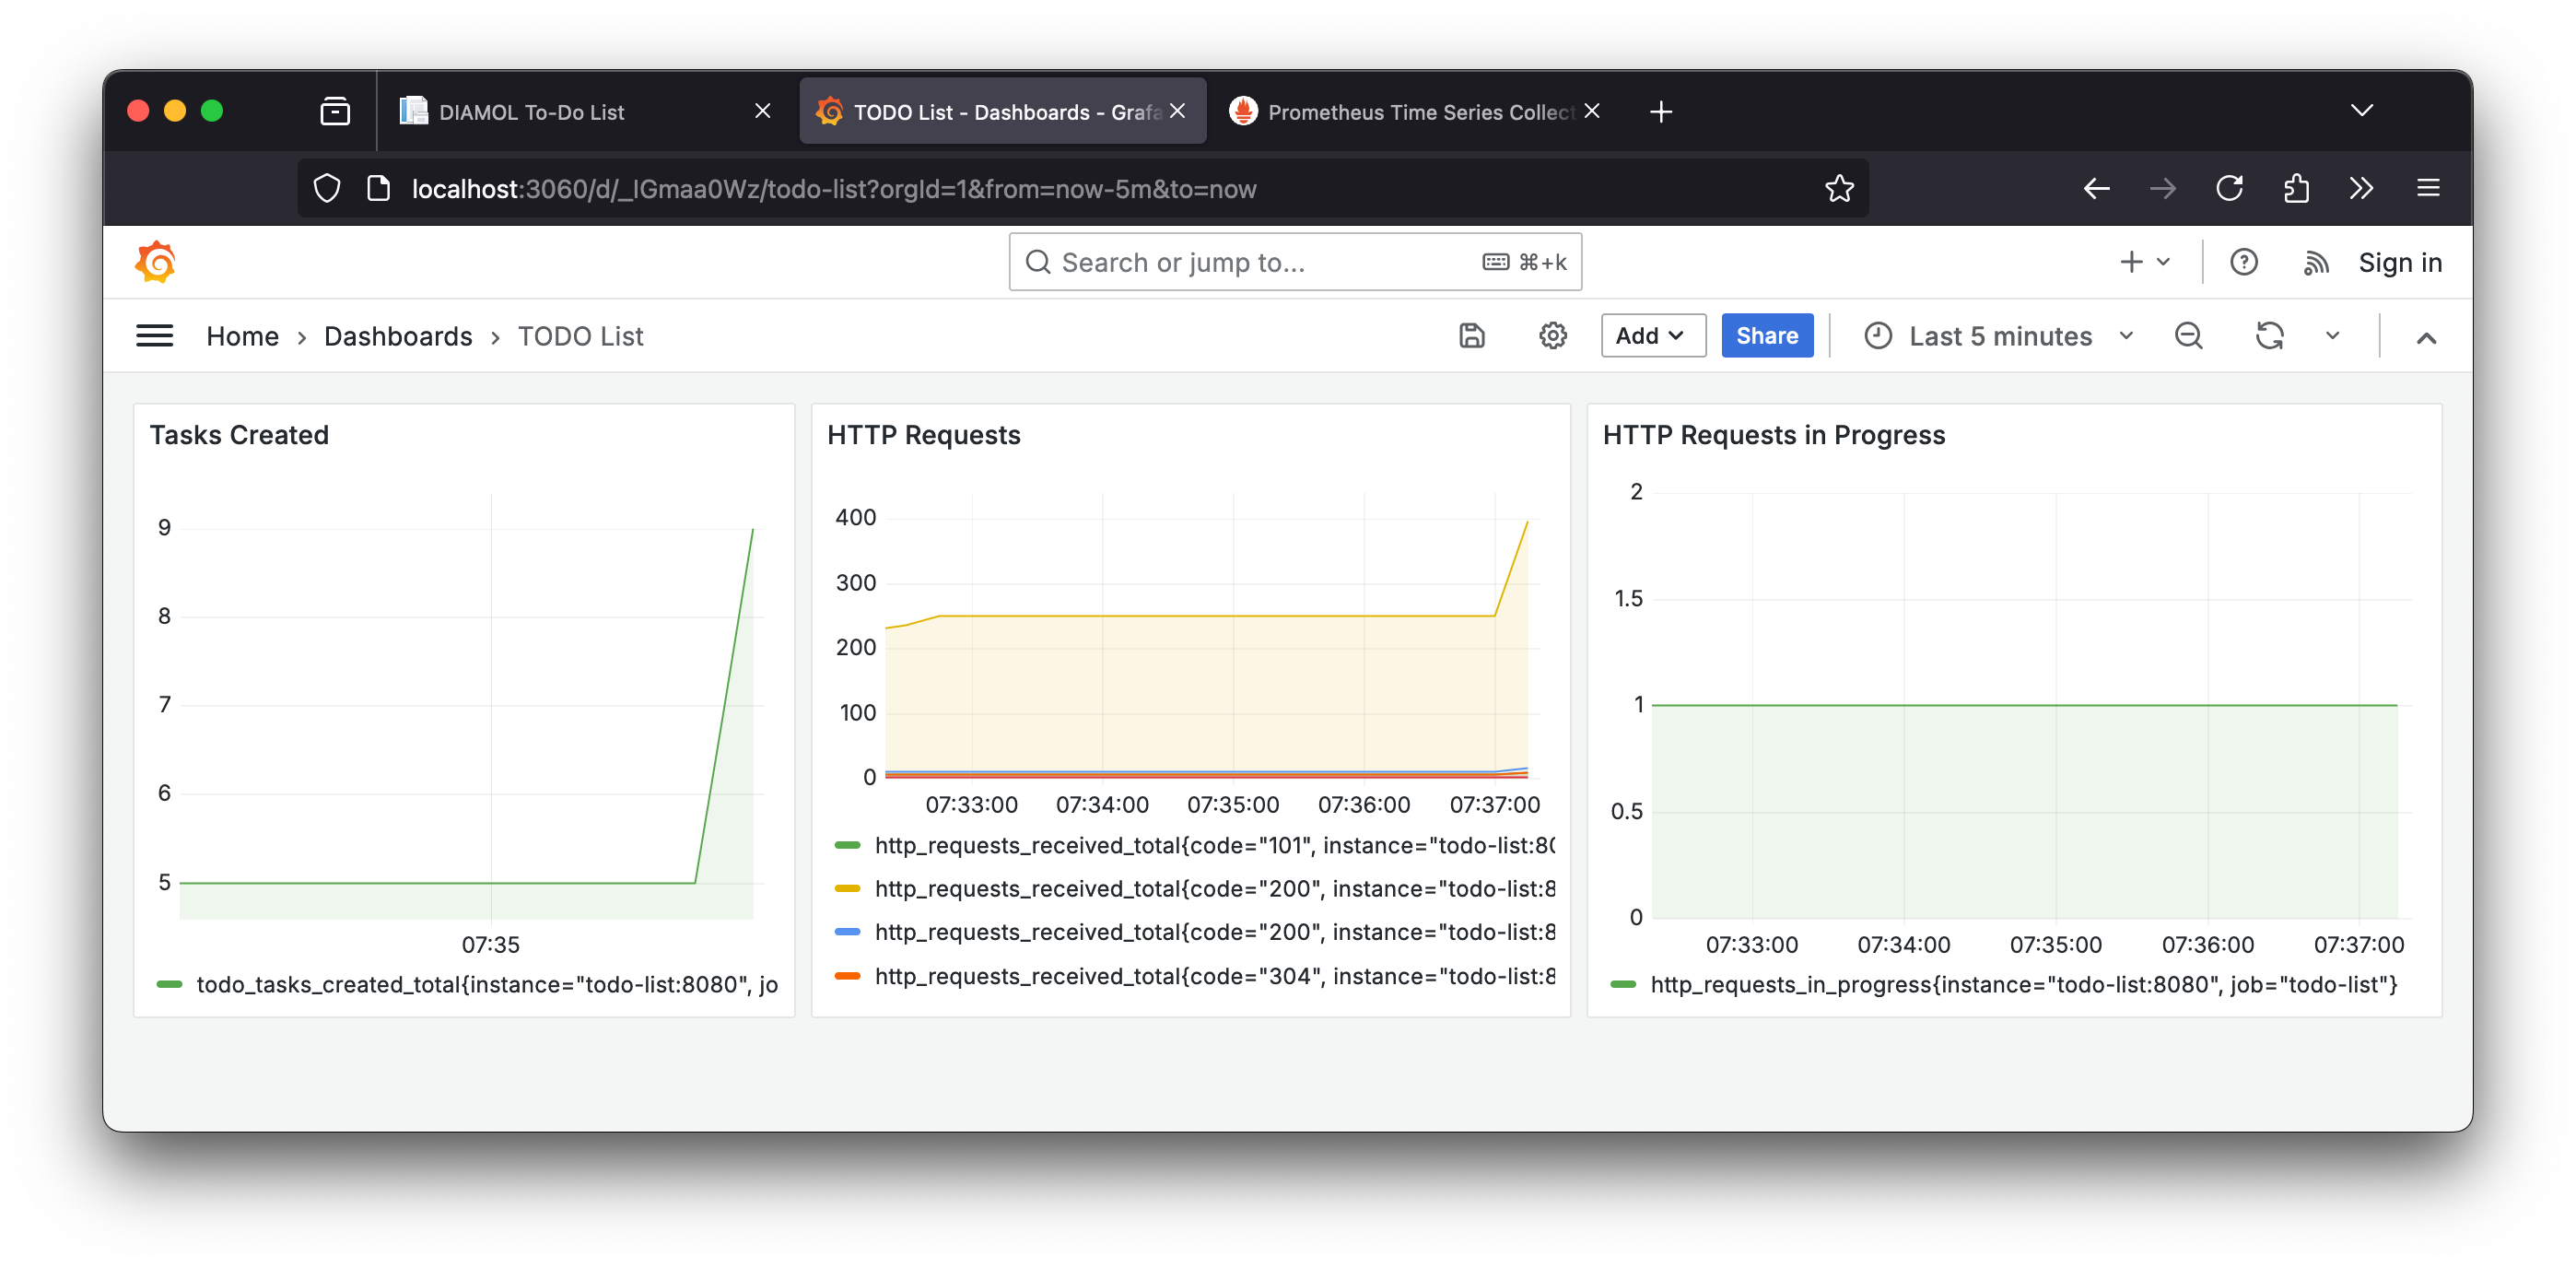 DIAMOL To-Do List
TODO List - Dashboards - Grafa
Prometheus Time Series Collect
localhost:3060/d/_IGmaa0Wz/todo-list?orgId=1&from=now-5m&to=now
Search or jump to...
⌘+k
Sign in
Home › Dashboards › TODO List
Add
Share
Last 5 minutes
Tasks Created
9
8
7
6
5
07:35
todo_tasks_created_total{instance="todo-list:8080", jo
HTTP Requests
400
300
200
100
0
07:33:00 07:34:00 07:35:00 07:36:00 07:37:00
http_requests_received_total{code="101", instance="todo-list:80
http_requests_received_total{code="200", instance="todo-list:8
http_requests_received_total{code="200", instance="todo-list:8
http_requests_received_total{code="304", instance="todo-list:8
HTTP Requests in Progress
2
1.5
1
0.5
0
07:33:00 07:34:00 07:35:00 07:36:00 07:37:00
http_requests_in_progress{instance="todo-list:8080", job="todo-list"}